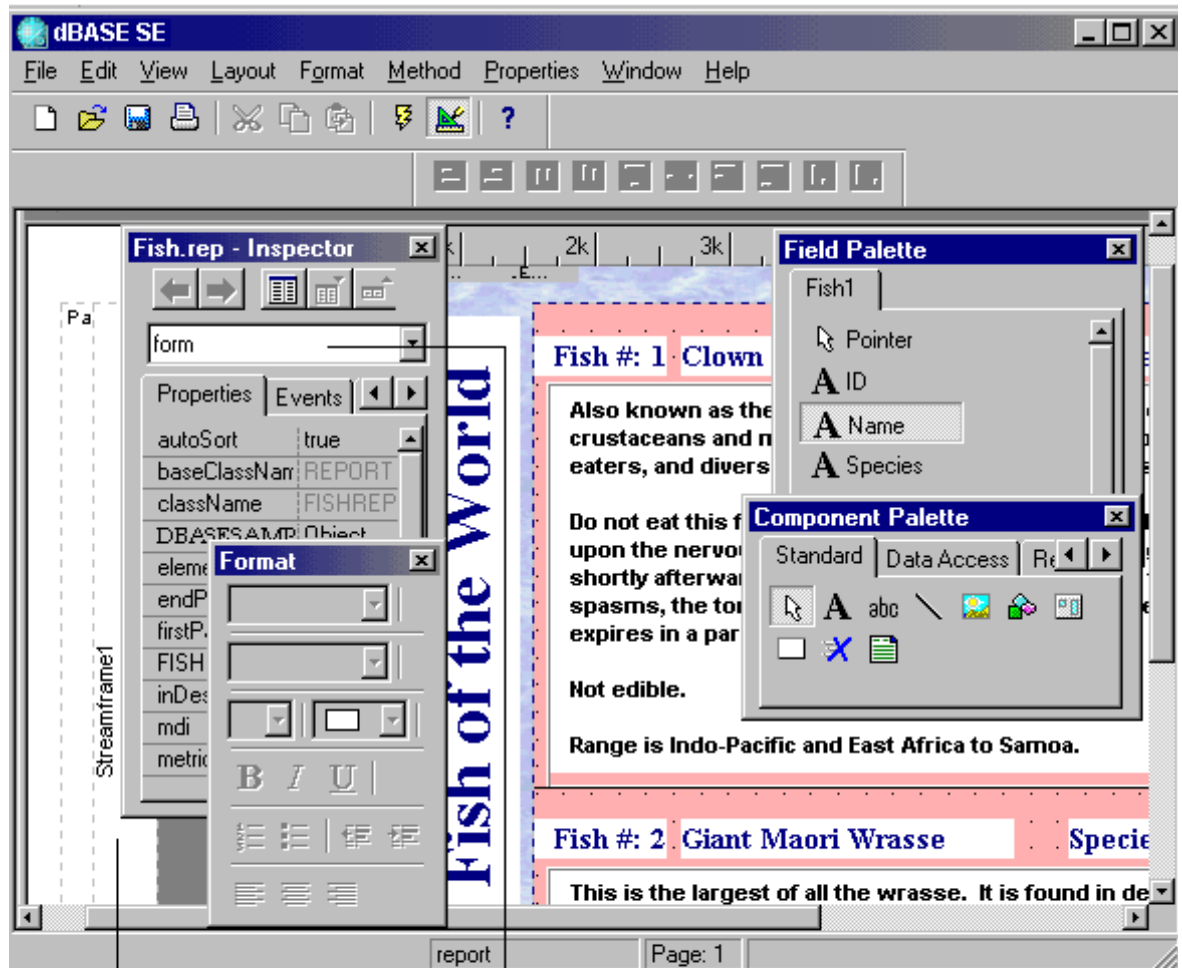 dBASE SE
File Edit View Layout Format Method Properties Window Help
Fish.rep - Inspector
form
Properties Events
autoSort true
baseClassNam REPORT
className FISHREP
DBASESAMP Object
eleme
endP
firstP
FISH
inDes
mdi
metric
Format
B I U
Pa
Streamframe1
2k 3k
E...
Fish of the World
Fish #: 1 Clown
Also known as the
crustaceans and m
eaters, and divers
Do not eat this f
upon the nervou
shortly afterwar
spasms, the ton
expires in a par
Not edible.
Range is Indo-Pacific and East Africa to Samoa.
Fish #: 2 Giant Maori Wrasse Specie
This is the largest of all the wrasse. It is found in de
Field Palette
Fish1
Pointer
A ID
A Name
A Species
Component Palette
Standard Data Access Re
A abc
report Page: 1